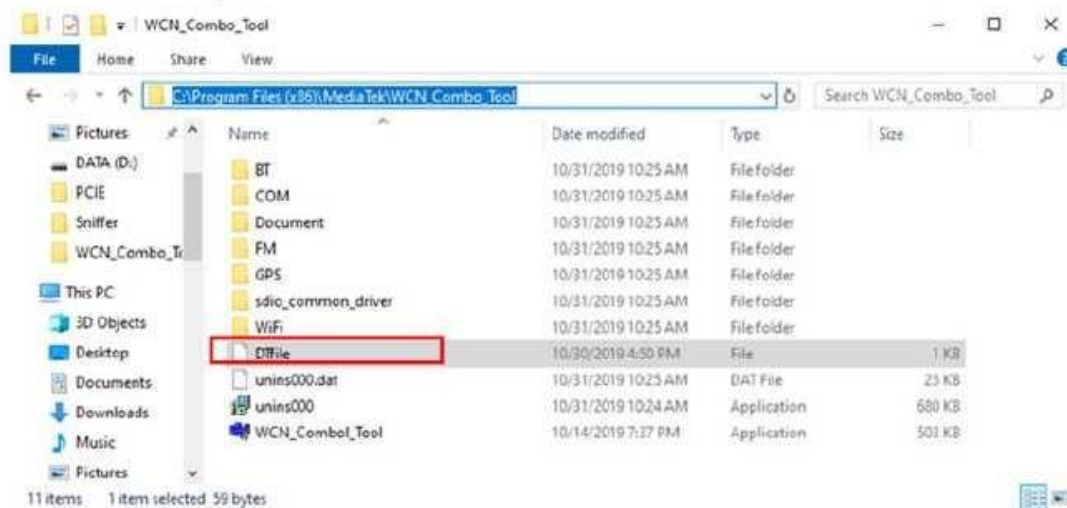 WCN_Combo_Tool
File Home Share View
C:\Program Files (x86)\MediaTek\WCN_Combo_Tool Search WCN_Combo_Tool
Name Date modified Type Size
Pictures
DATA (D:)
PCIE
Sniffer
WCN_Combo_To
This PC
3D Objects
Desktop
Documents
Downloads
Music
Pictures
BT 10/31/2019 10:25 AM File folder
COM 10/31/2019 10:25 AM File folder
Document 10/31/2019 10:25 AM File folder
FM 10/31/2019 10:25 AM File folder
GPS 10/31/2019 10:25 AM File folder
sdio_common_driver 10/31/2019 10:25 AM File folder
WiFi 10/31/2019 10:25 AM File folder
DTfile 10/30/2019 4:50 PM File 1 KB
unins000.dat 10/31/2019 10:25 AM DAT File 23 KB
unins000 10/31/2019 10:24 AM Application 680 KB
WCN_Combol_Tool 10/14/2019 7:37 PM Application 503 KB
11 items 1 item selected 59 bytes